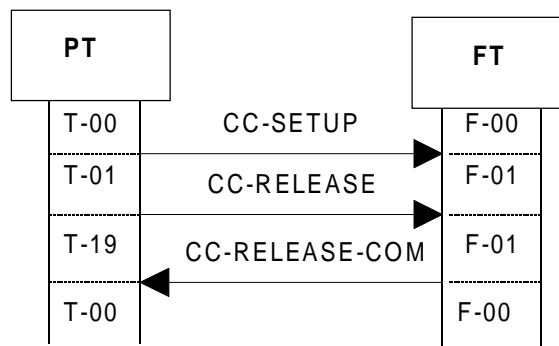 PT FT
T-00 CC-SETUP F-00
T-01 CC-RELEASE F-01
T-19 CC-RELEASE-COM F-01
T-00 F-00